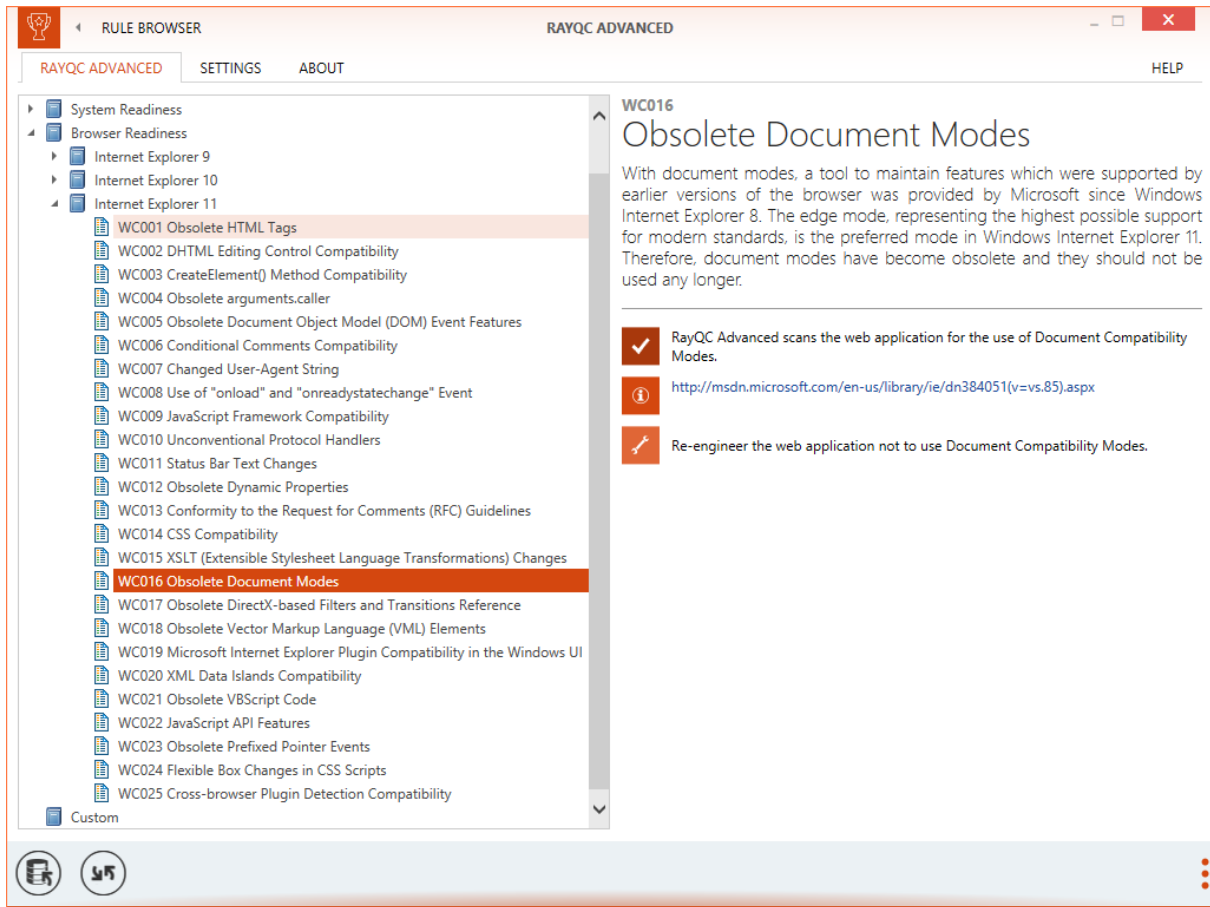 RULE BROWSER
RAYQC ADVANCED
RAYQC ADVANCED SETTINGS ABOUT HELP
System Readiness
Browser Readiness
Internet Explorer 9
Internet Explorer 10
Internet Explorer 11
WC001 Obsolete HTML Tags
WC002 DHTML Editing Control Compatibility
WC003 CreateElement() Method Compatibility
WC004 Obsolete arguments.caller
WC005 Obsolete Document Object Model (DOM) Event Features
WC006 Conditional Comments Compatibility
WC007 Changed User-Agent String
WC008 Use of "onload" and "onreadystatechange" Event
WC009 JavaScript Framework Compatibility
WC010 Unconventional Protocol Handlers
WC011 Status Bar Text Changes
WC012 Obsolete Dynamic Properties
WC013 Conformity to the Request for Comments (RFC) Guidelines
WC014 CSS Compatibility
WC015 XSLT (Extensible Stylesheet Language Transformations) Changes
WC016 Obsolete Document Modes
WC017 Obsolete DirectX-based Filters and Transitions Reference
WC018 Obsolete Vector Markup Language (VML) Elements
WC019 Microsoft Internet Explorer Plugin Compatibility in the Windows UI
WC020 XML Data Islands Compatibility
WC021 Obsolete VBScript Code
WC022 JavaScript API Features
WC023 Obsolete Prefixed Pointer Events
WC024 Flexible Box Changes in CSS Scripts
WC025 Cross-browser Plugin Detection Compatibility
Custom
WC016
Obsolete Document Modes
With document modes, a tool to maintain features which were supported by
earlier versions of the browser was provided by Microsoft since Windows
Internet Explorer 8. The edge mode, representing the highest possible support
for modern standards, is the preferred mode in Windows Internet Explorer 11.
Therefore, document modes have become obsolete and they should not be
used any longer.
RayQC Advanced scans the web application for the use of Document Compatibility
Modes.
http://msdn.microsoft.com/en-us/library/ie/dn384051(v=vs.85).aspx
Re-engineer the web application not to use Document Compatibility Modes.